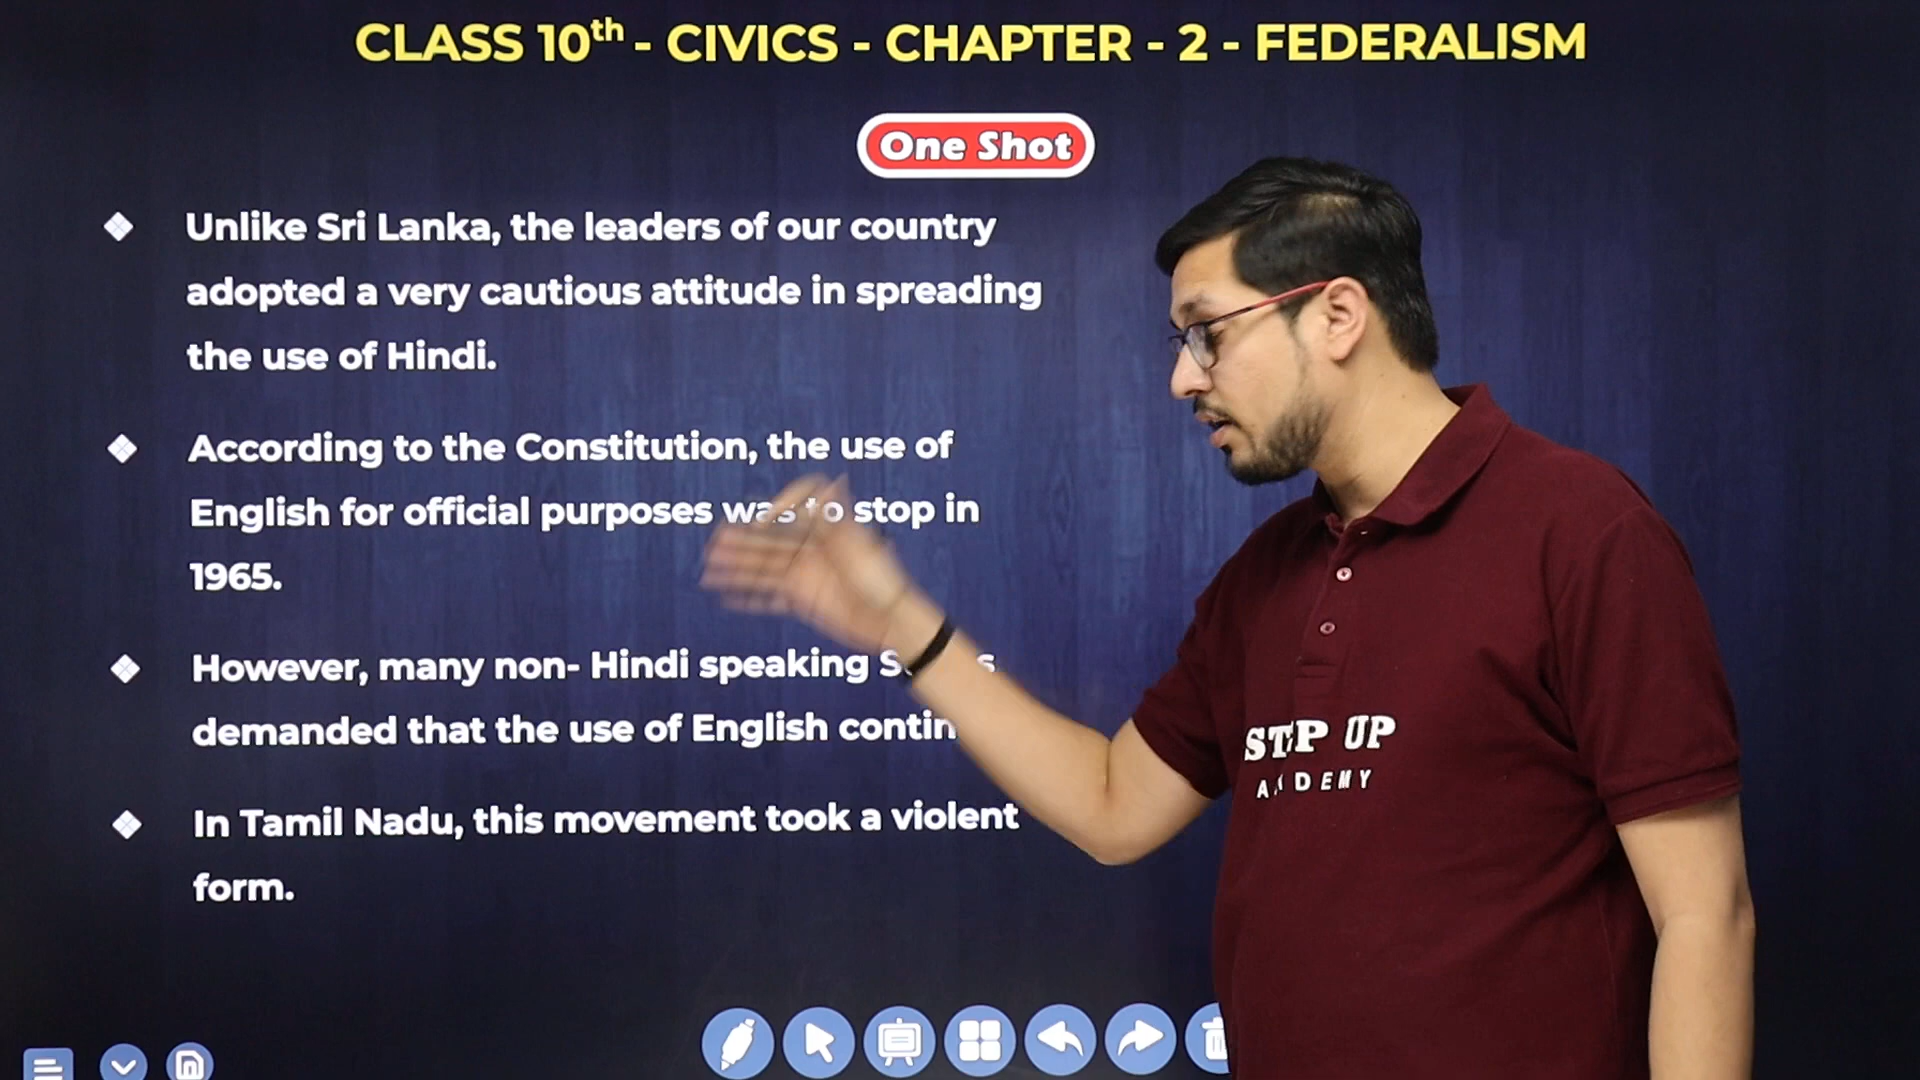 CLASS 10th - CIVICS - CHAPTER - 2 - FEDERALISM
One Shot
Unlike Sri Lanka, the leaders of our country
adopted a very cautious attitude in spreading
the use of Hindi.
According to the Constitution, the use of
English for official purposes was to stop in
1965.
However, many non- Hindi speaking
demanded that the use of English
In Tamil Nadu, this movement took a violent
form.
STEP UP